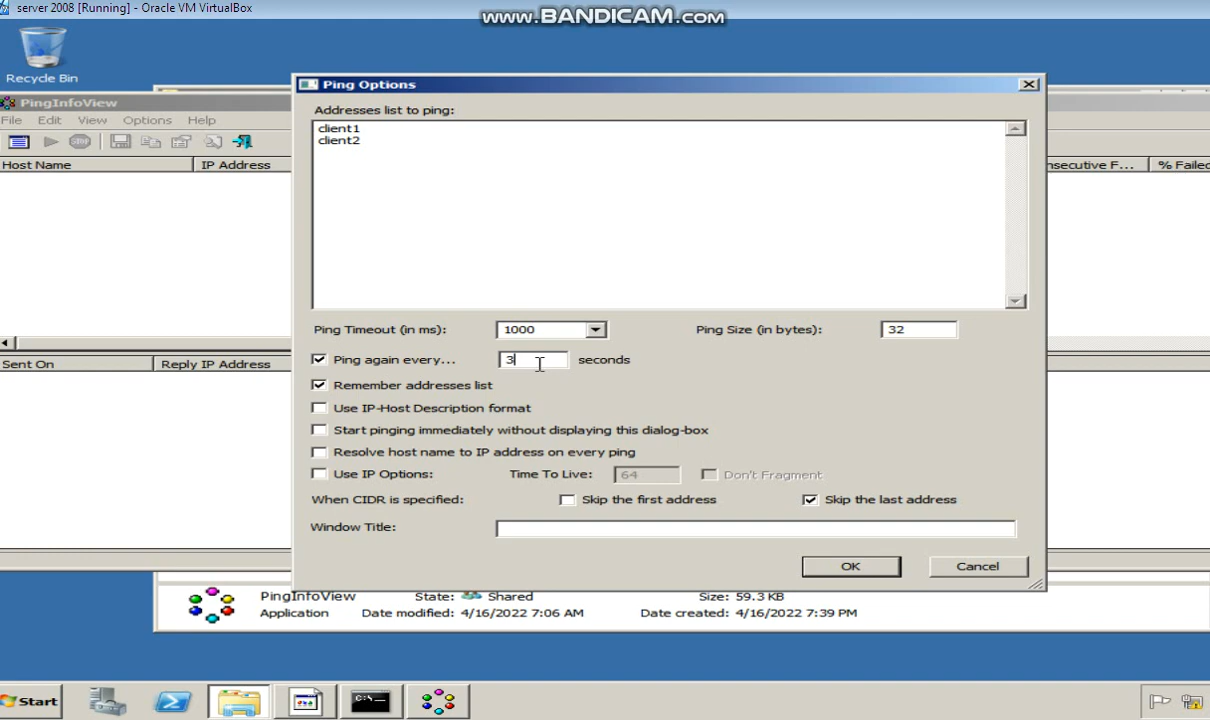 server 2008 [Running] - Oracle VM VirtualBox
www.BANDICAM.com
Recycle Bin
PingInfoView
File Edit View Options Help
Host Name IP Address
nsecutive F... % Failed
Sent On Reply IP Address
Ping Options
Addresses list to ping:
client1
client2
Ping Timeout (in ms): 1000 Ping Size (in bytes): 32
Ping again every... 3 seconds
Remember addresses list
Use IP-Host Description format
Start pinging immediately without displaying this dialog-box
Resolve host name to IP address on every ping
Use IP Options: Time To Live: 64 Don't Fragment
When CIDR is specified: Skip the first address Skip the last address
Window Title:
OK Cancel
PingInfoView State: Shared Size: 59.3 KB
Application Date modified: 4/16/2022 7:06 AM Date created: 4/16/2022 7:39 PM
Start